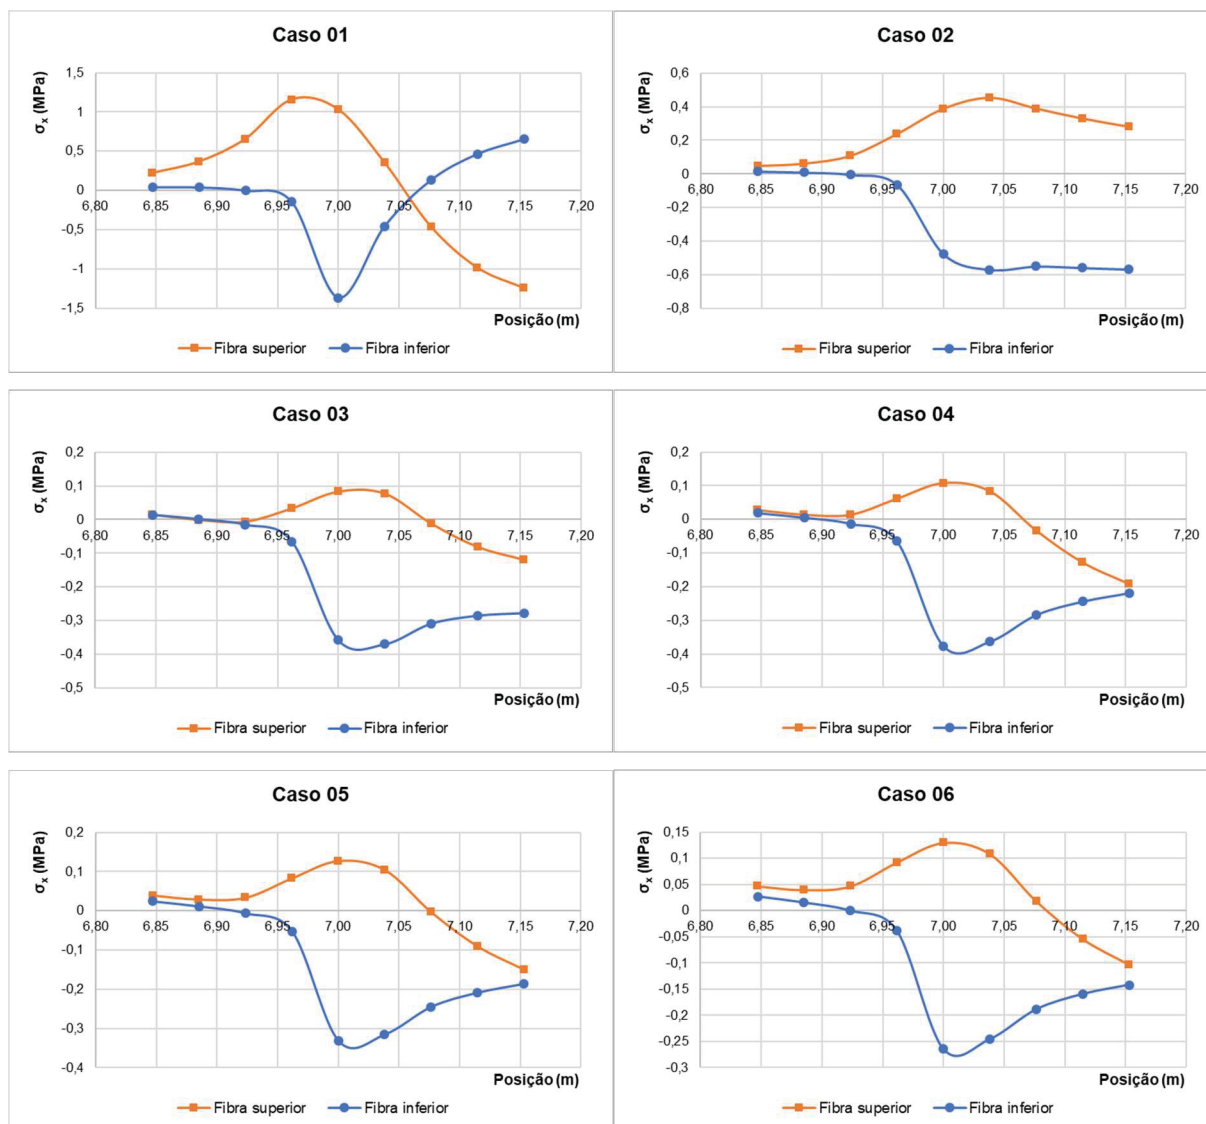 Caso 01
σx (MPa)
1,5
1
0,5
0
-0,5
-1
-1,5
6,80 6,85 6,90 6,95 7,00 7,05 7,10 7,15 7,20
Posição (m)
Fibra superior Fibra inferior
Caso 02
σx (MPa)
0,6
0,4
0,2
0
-0,2
-0,4
-0,6
-0,8
6,80 6,85 6,90 6,95 7,00 7,05 7,10 7,15 7,20
Posição (m)
Fibra superior Fibra inferior
Caso 03
σx (MPa)
0,2
0,1
0
-0,1
-0,2
-0,3
-0,4
-0,5
6,80 6,85 6,90 6,95 7,00 7,05 7,10 7,15 7,20
Posição (m)
Fibra superior Fibra inferior
Caso 04
σx (MPa)
0,2
0,1
0
-0,1
-0,2
-0,3
-0,4
-0,5
6,80 6,85 6,90 6,95 7,00 7,05 7,10 7,15 7,20
Posição (m)
Fibra superior Fibra inferior
Caso 05
σx (MPa)
0,2
0,1
0
-0,1
-0,2
-0,3
-0,4
6,80 6,85 6,90 6,95 7,00 7,05 7,10 7,15 7,20
Posição (m)
Fibra superior Fibra inferior
Caso 06
σx (MPa)
0,15
0,1
0,05
0
-0,05
-0,1
-0,15
-0,2
-0,25
-0,3
6,80 6,85 6,90 6,95 7,00 7,05 7,10 7,15 7,20
Posição (m)
Fibra superior Fibra inferior